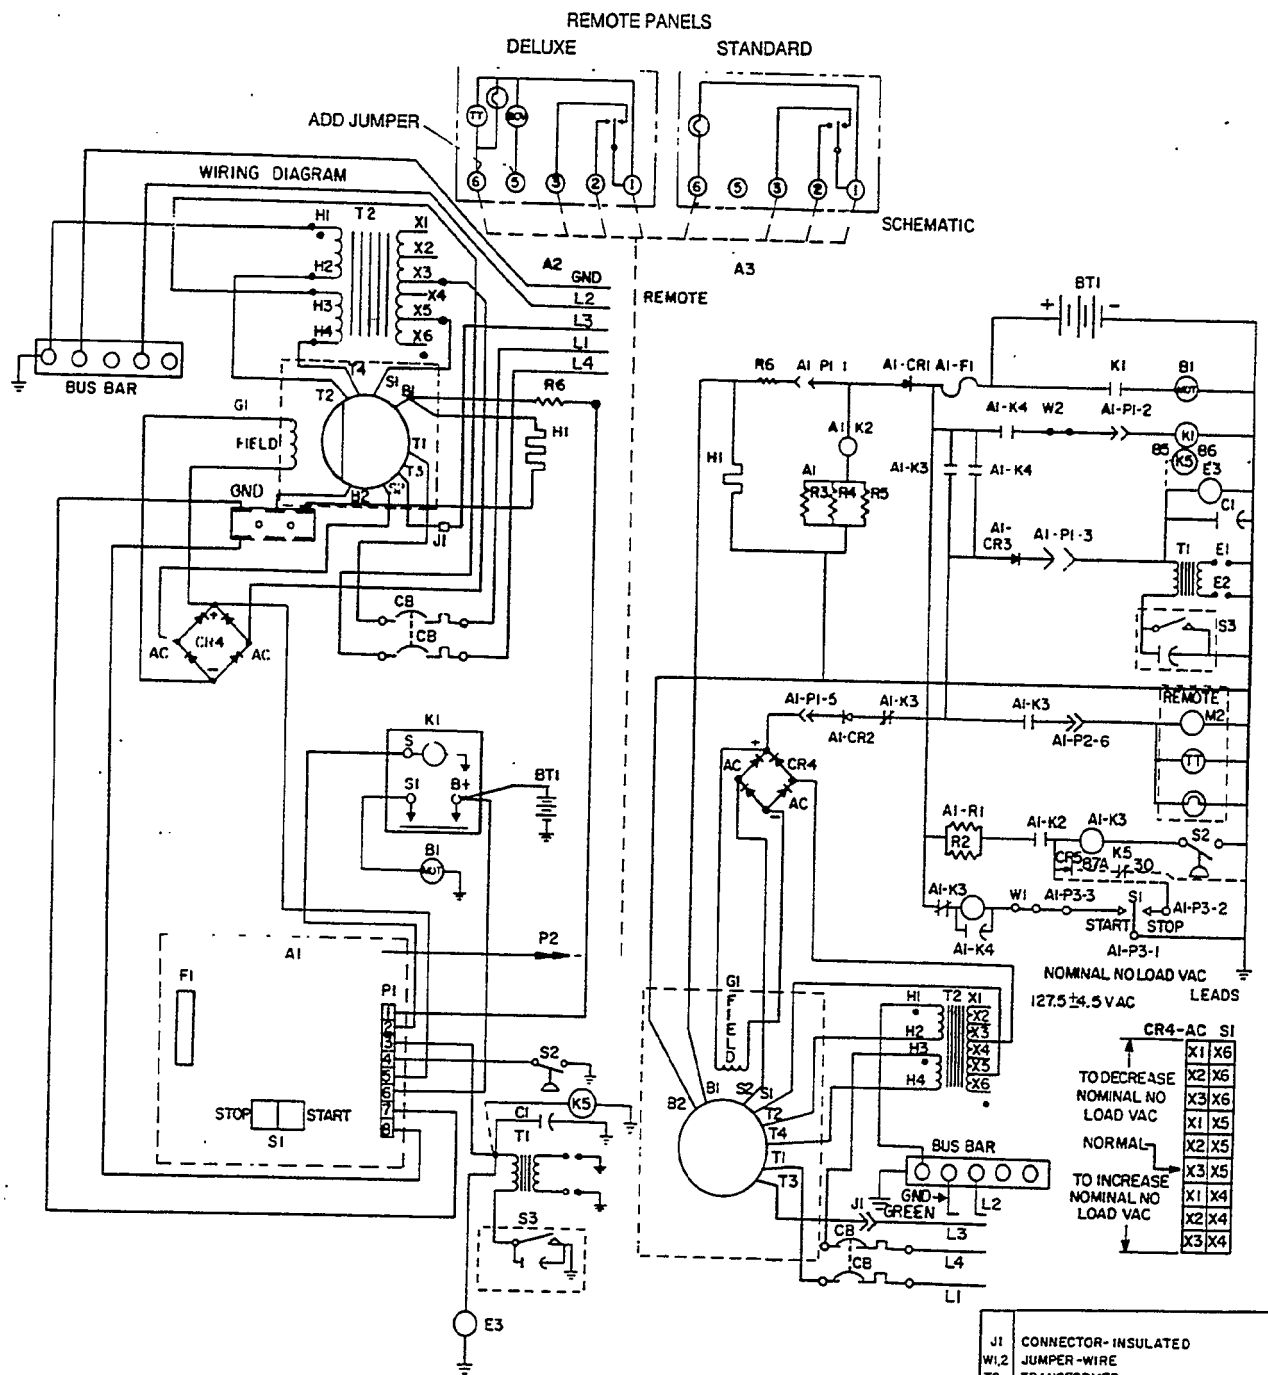 REMOTE PANELS
DELUXE
STANDARD
ADD JUMPER
TT
6
5
3
2
1
6
5
3
2
1
WIRING DIAGRAM
SCHEMATIC
A2
A3
REMOTE
GND
L2
L3
L1
L4
H1
T2
X1
X2
H2
X3
H3
X4
X5
H4
X6
BUS BAR
T4
S1
B1
T2
R6
G1
FIELD
T1
T3
H1
GND
B2
S2
J1
CB
CB
AC
CR4
AC
+
-
K1
S
S1
B+
BT1
B1
MOT
A1
P2
F1
P1
1
2
3
4
5
6
7
8
S2
K5
C1
T1
STOP
START
S1
S3
E3
BT1
+
-
R6
A1 P1 1
A1-CR1
A1-F1
K1
B1
MOT
A1-K4
W2
A1-P1-2
K1
A1 K2
B5
B6
K5
E3
H1
A1
R3
R4
R5
A1-K3
A1-K4
C1
A1-
CR3
A1-P1-3
T1
E1
E2
S3
A1-P1-5
A1-K3
A1-K3
REMOTE
M2
A1-CR2
A1-P2-6
TT
+
AC
CR4
AC
-
A1-R1
R2
A1-K2
A1-K3
S2
CR5
87A
K5
30
A1-K3
W1
A1-P3-3
S1
A1-P3-2
START
STOP
A1-K4
A1-P3-1
NOMINAL NO LOAD VAC
127.5±4.5 VAC
LEADS
G1
FIELD
H1
T2
X1
X2
H2
X3
H3
X4
X5
H4
X6
B1
B2
S2
S1
T2
T4
T1
T3
BUS BAR
GND
GREEN
L2
J1
L3
CB
L4
CB
L1
CR4-AC S1
X1 X6
X2 X6
X3 X6
X1 X5
X2 X5
X3 X5
X1 X4
X2 X4
X3 X4
TO DECREASE
NOMINAL NO
LOAD VAC
NORMAL
TO INCREASE
NOMINAL NO
LOAD VAC
J1 CONNECTOR-INSULATED
W1,2 JUMPER-WIRE